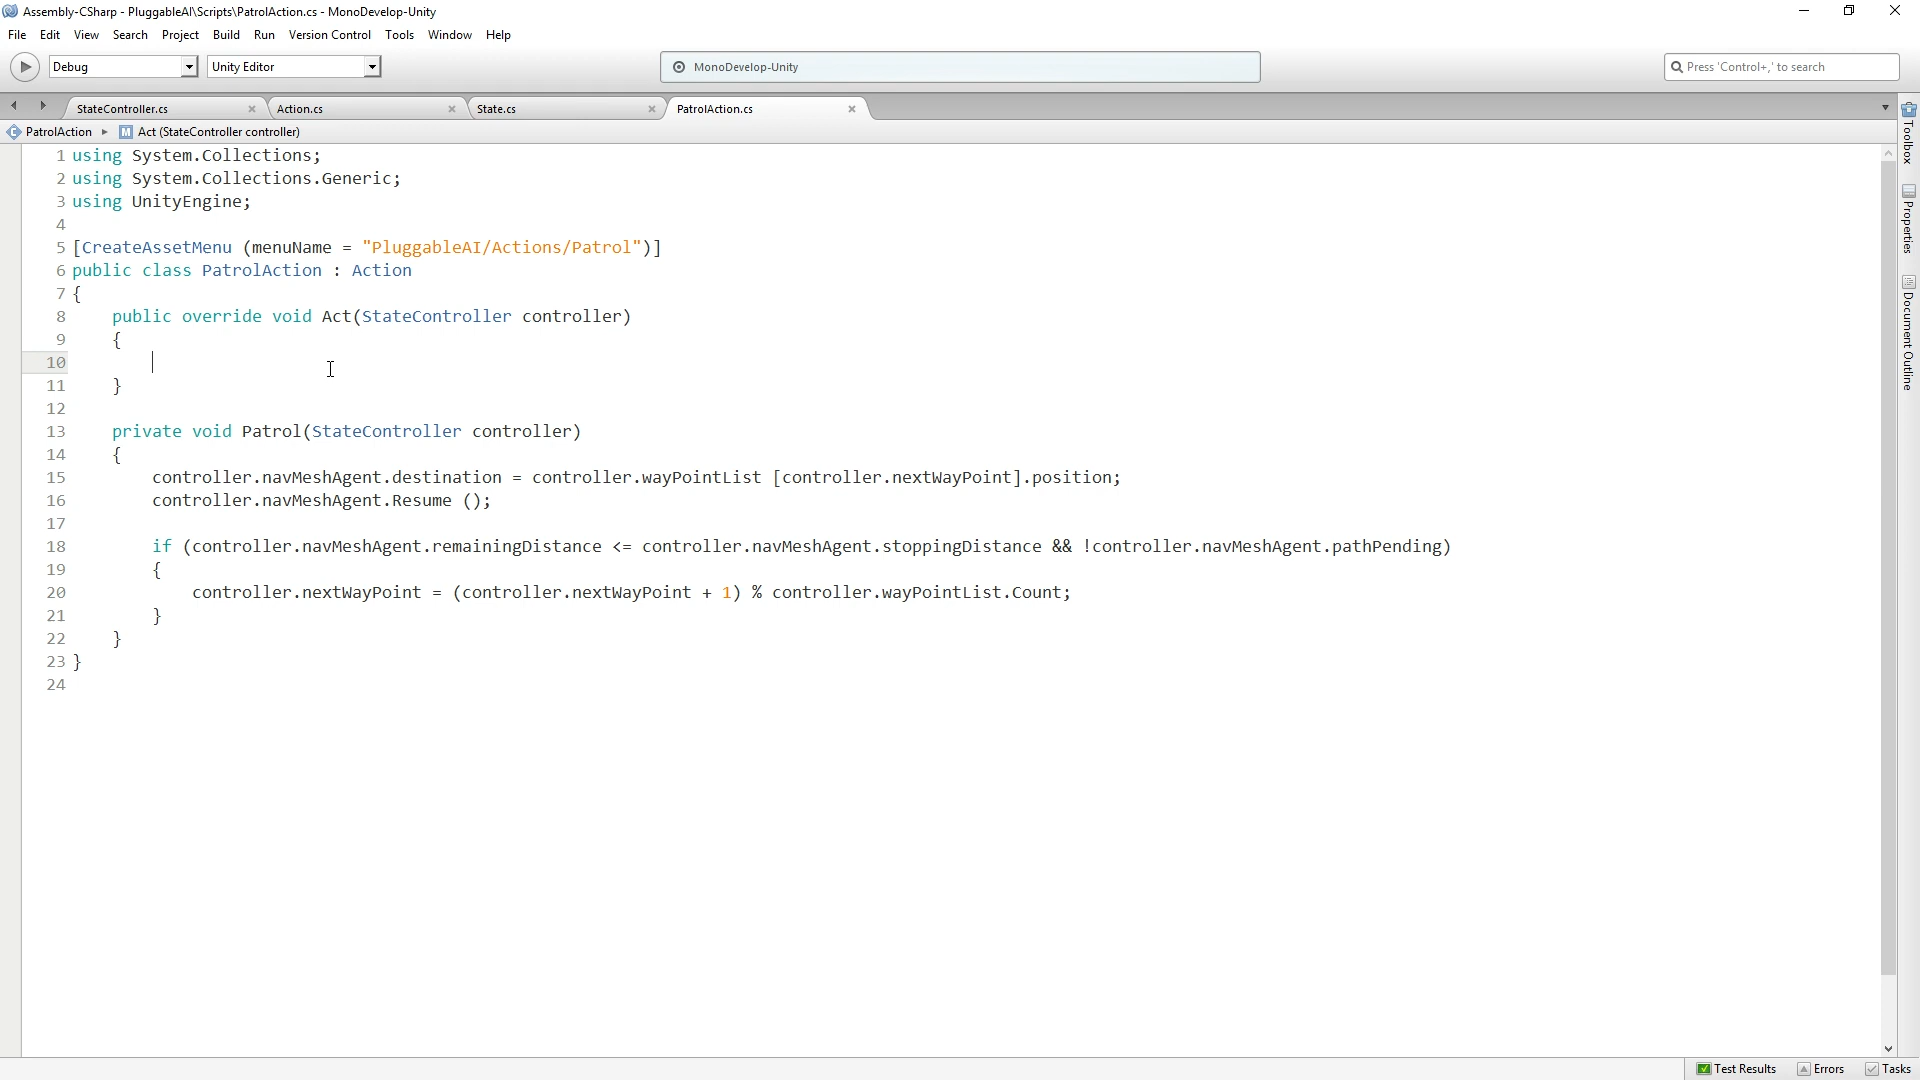 Assembly-CSharp - PluggableAI\Scripts\PatrolAction.cs - MonoDevelop-Unity
File Edit View Search Project Build Run Version Control Tools Window Help
Debug Unity Editor MonoDevelop-Unity Press 'Control+,' to search
StateController.cs Action.cs State.cs PatrolAction.cs
PatrolAction Act (StateController controller)
1 using System.Collections;
2 using System.Collections.Generic;
3 using UnityEngine;
4
5 [CreateAssetMenu (menuName = "PluggableAI/Actions/Patrol")]
6 public class PatrolAction : Action
7 {
8 public override void Act(StateController controller)
9 {
10
11 }
12
13 private void Patrol(StateController controller)
14 {
15 controller.navMeshAgent.destination = controller.wayPointList [controller.nextWayPoint].position;
16 controller.navMeshAgent.Resume ();
17
18 if (controller.navMeshAgent.remainingDistance <= controller.navMeshAgent.stoppingDistance && !controller.navMeshAgent.pathPending)
19 {
20 controller.nextWayPoint = (controller.nextWayPoint + 1) % controller.wayPointList.Count;
21 }
22 }
23 }
24
Toolbox
Properties
Document Outline
Test Results Errors Tasks